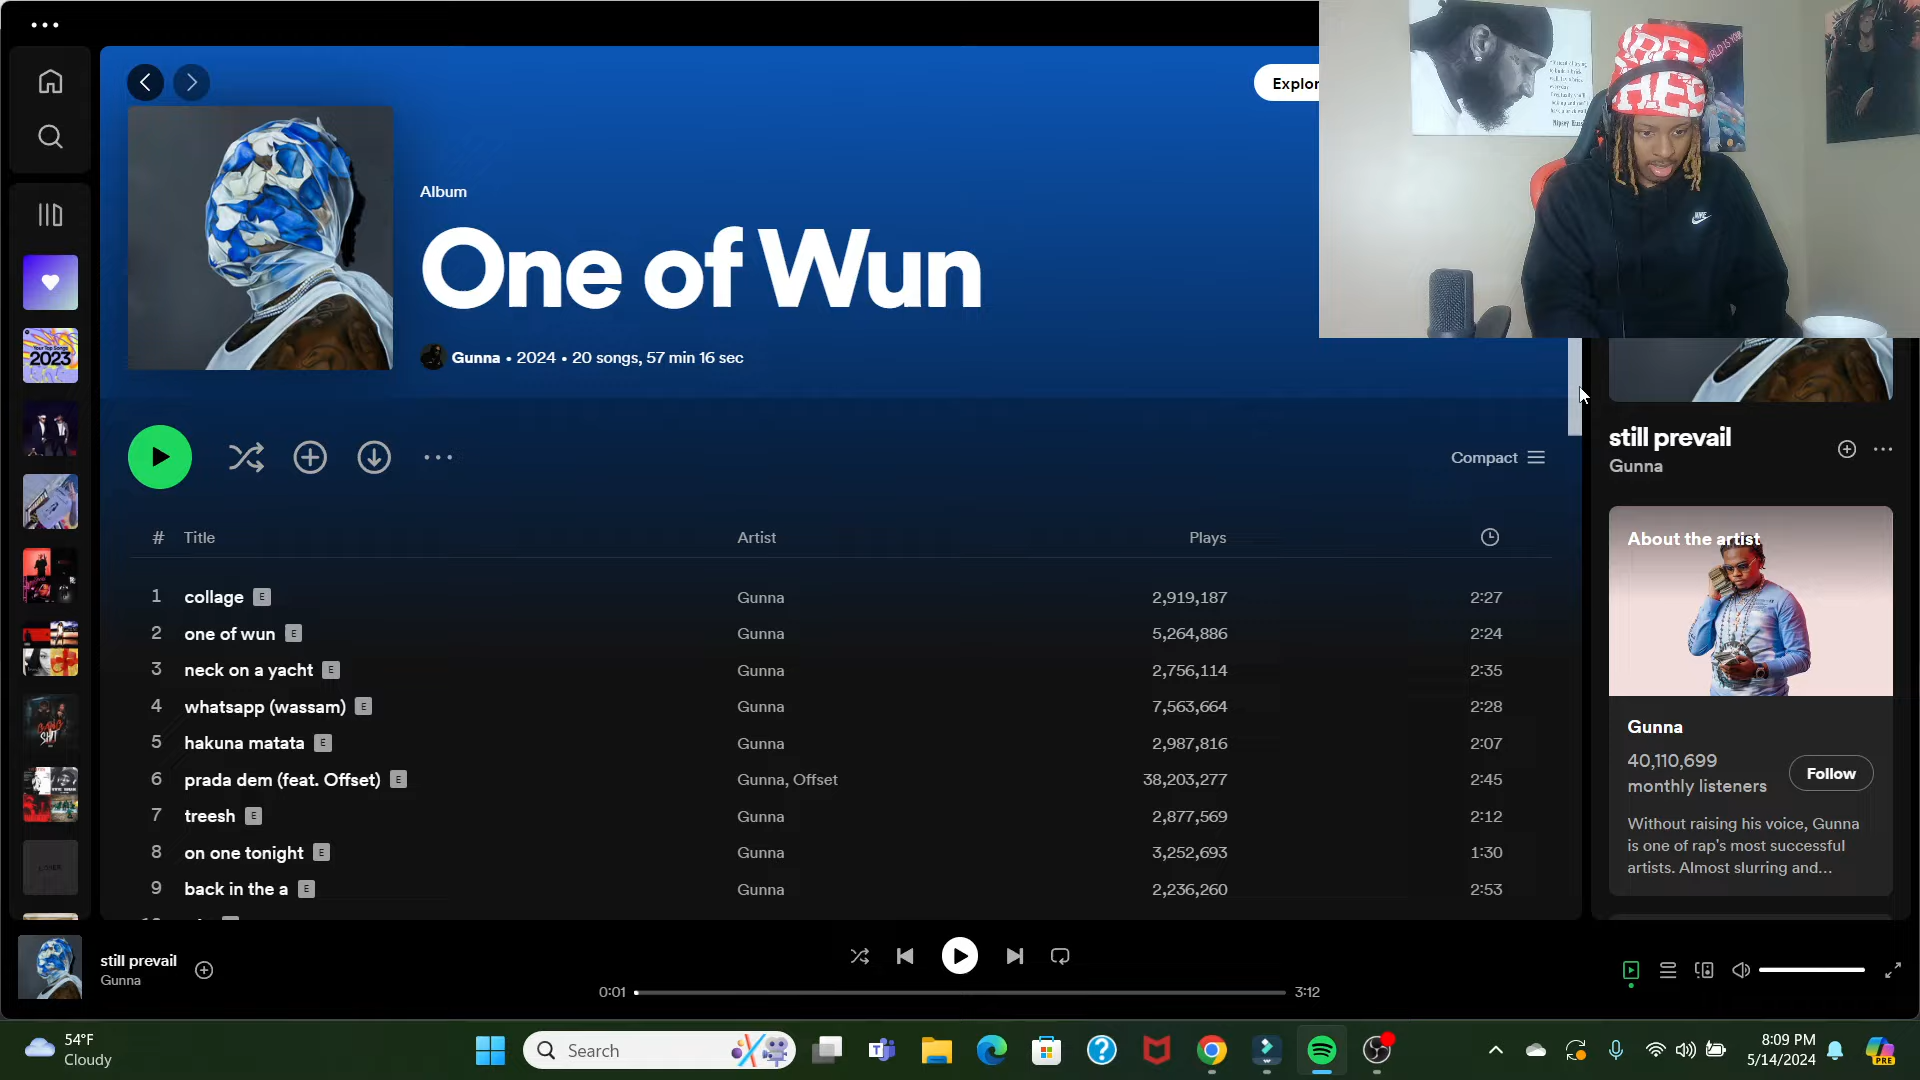 Explor
Album
One of Wun
Gunna • 2024 • 20 songs, 57 min 16 sec
Compact
# Title Artist Plays
1 collage E Gunna 2,919,187 2:27
2 one of wun E Gunna 5,264,886 2:24
3 neck on a yacht E Gunna 2,756,114 2:35
4 whatsapp (wassam) E Gunna 7,563,664 2:28
5 hakuna matata E Gunna 2,987,816 2:07
6 prada dem (feat. Offset) E Gunna, Offset 38,203,277 2:45
7 treesh E Gunna 2,877,569 2:12
8 on one tonight E Gunna 3,252,693 1:30
9 back in the a E Gunna 2,236,260 2:53
Your Top Songs
2023
still prevail
Gunna
About the artist
Gunna
40,110,699
monthly listeners
Follow
Without raising his voice, Gunna
is one of rap's most successful
artists. Almost slurring and...
still prevail
Gunna
0:01 3:12
54°F
Cloudy
Search
8:09 PM
5/14/2024
PRE